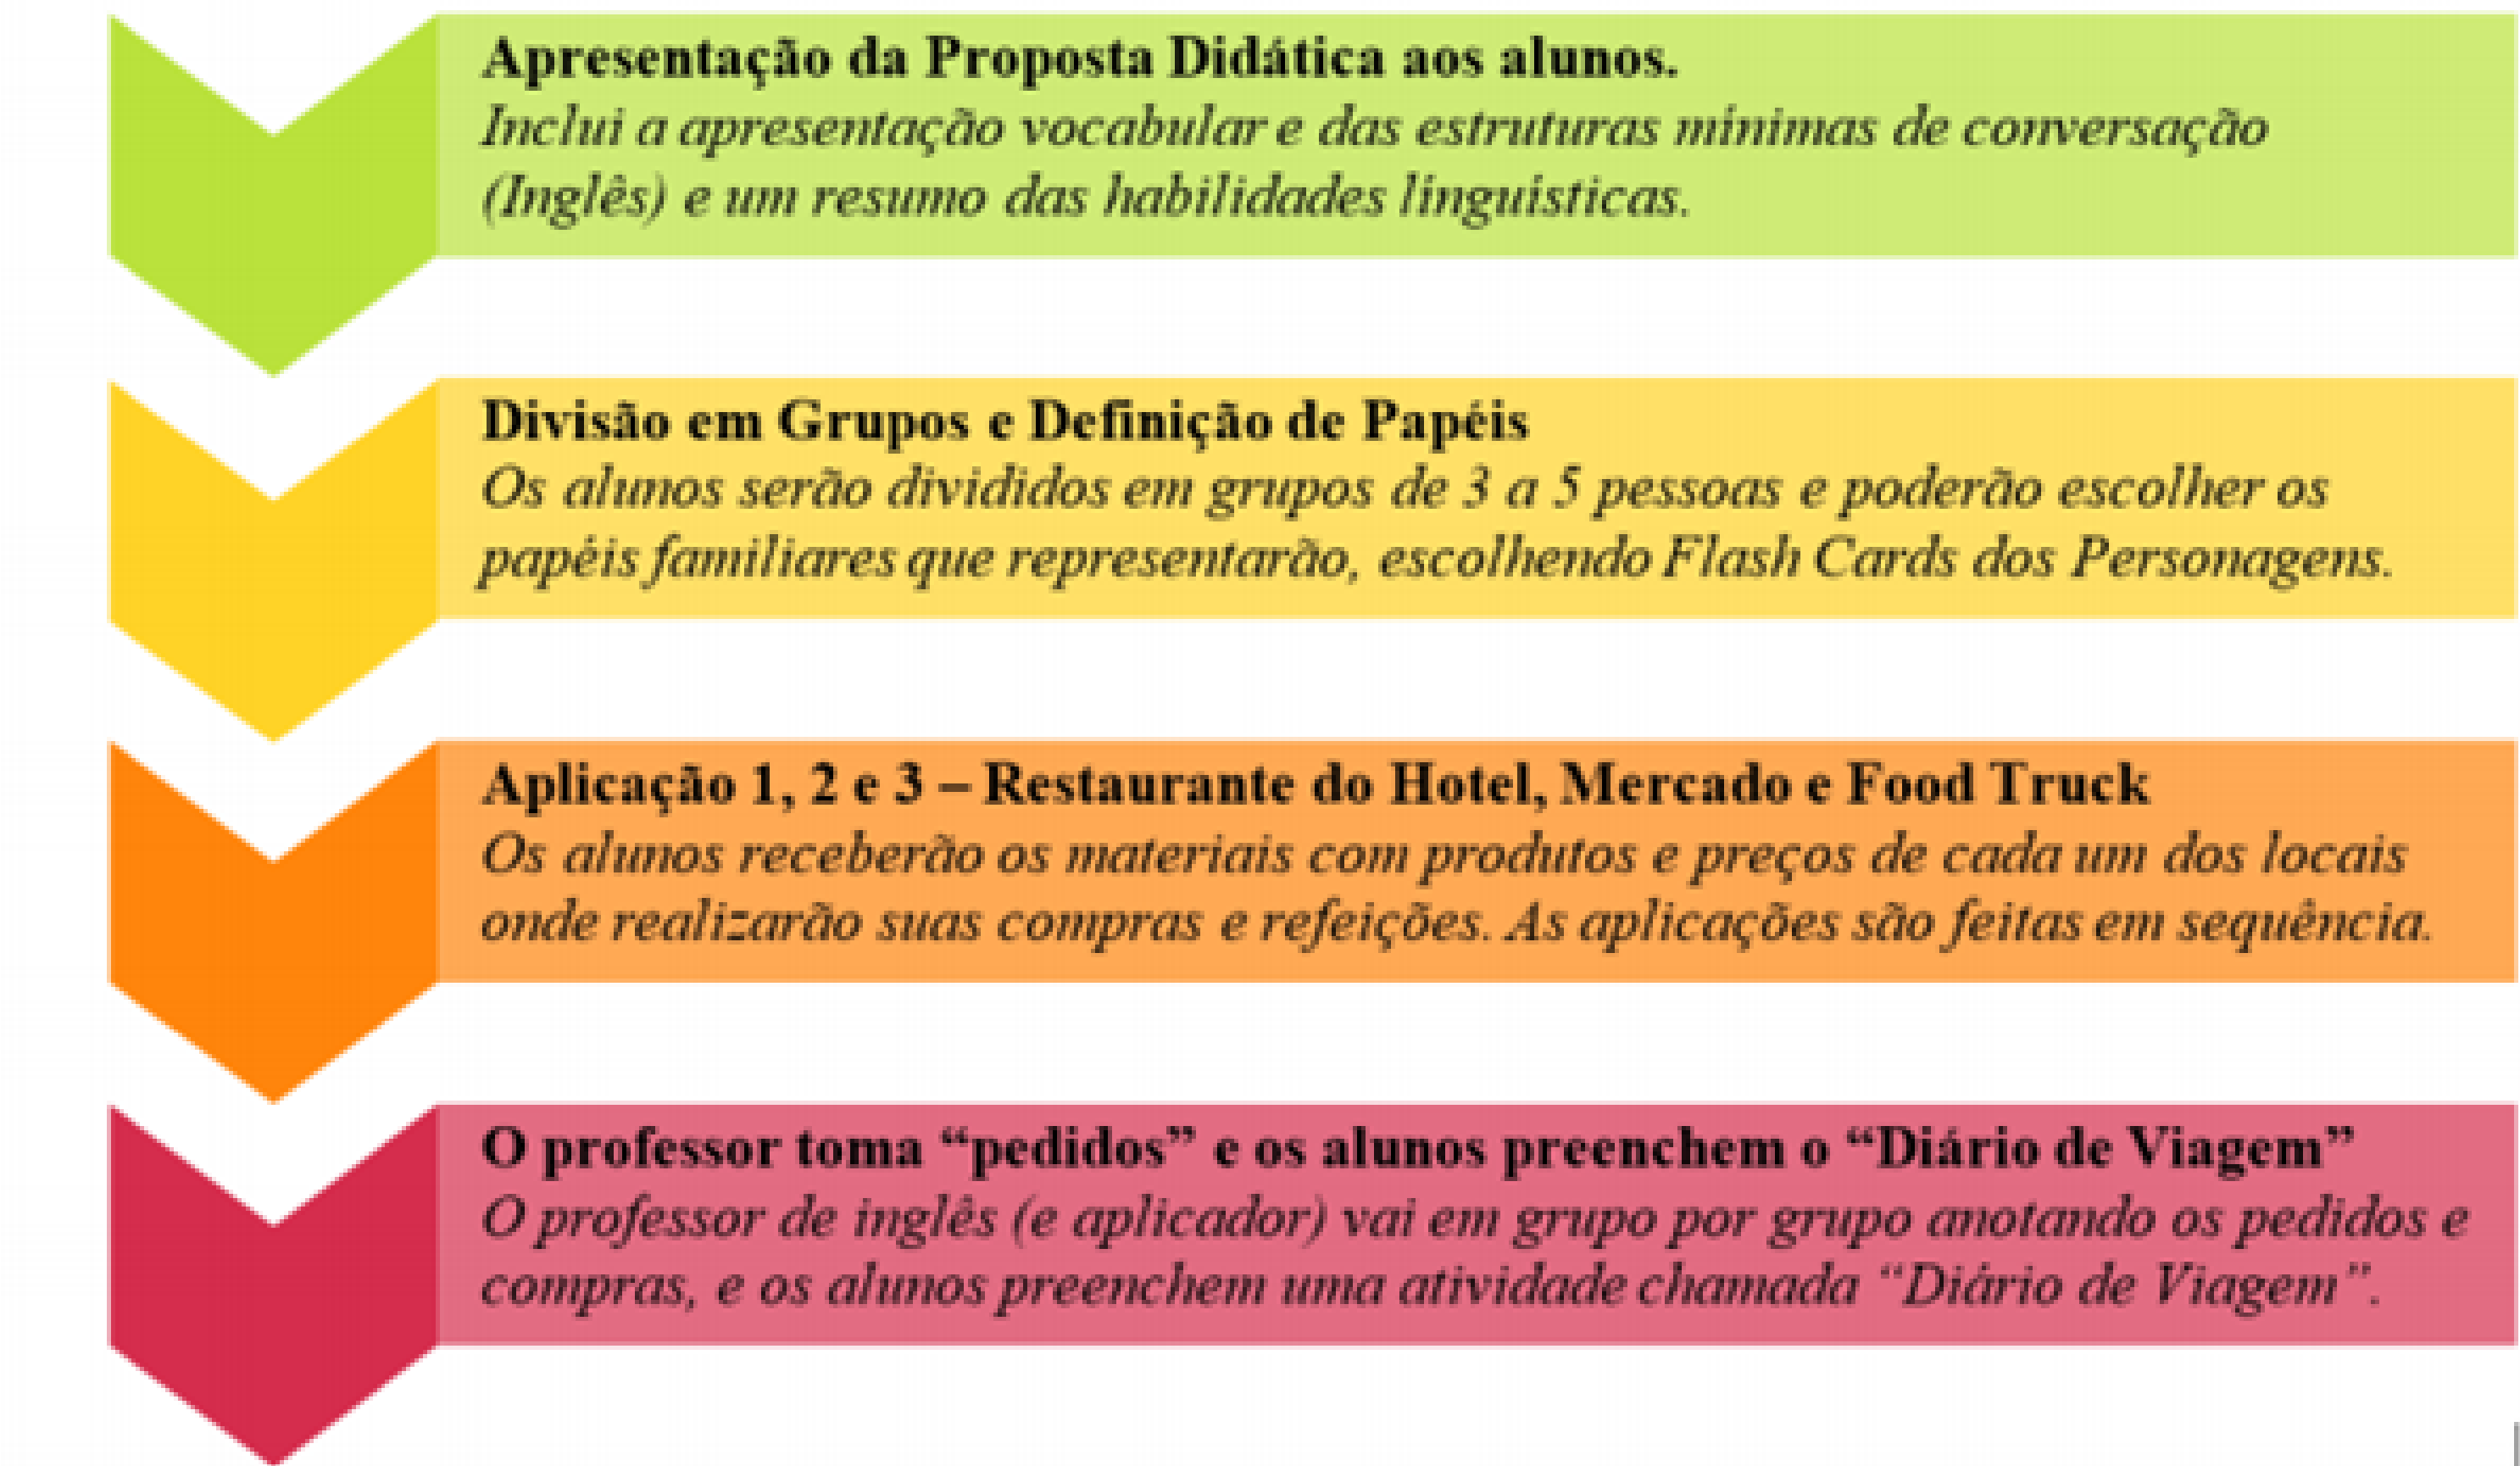 Apresentação da Proposta Didática aos alunos.
Inclui a apresentação vocabular e das estruturas mínimas de conversação
(Inglês) e um resumo das habilidades linguísticas.
Divisão em Grupos e Definição de Papéis
Os alunos serão divididos em grupos de 3 a 5 pessoas e poderão escolher os
papéis familiares que representarão, escolhendo Flash Cards dos Personagens.
Aplicação 1, 2 e 3 – Restaurante do Hotel, Mercado e Food Truck
Os alunos receberão os materiais com produtos e preços de cada um dos locais
onde realizarão suas compras e refeições. As aplicações são feitas em sequência.
O professor toma “pedidos” e os alunos preenchem o “Diário de Viagem”
O professor de inglês (e aplicador) vai em grupo por grupo anotando os pedidos e
compras, e os alunos preenchem uma atividade chamada “Diário de Viagem”.